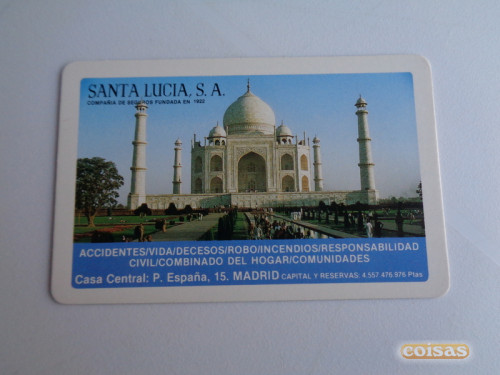 SANTA LUCIA, S. A.
COMPAÑIA DE SEGUROS FUNDADA EN 1922
ACCIDENTES/VIDA/DECESOS/ROBO/INCENDIOS/RESPONSABILIDAD
CIVIL/COMBINADO DEL HOGAR/COMUNIDADES
Casa Central: P. España, 15. MADRID CAPITAL Y RESERVAS: 4.557.476.976 Ptas
coisas